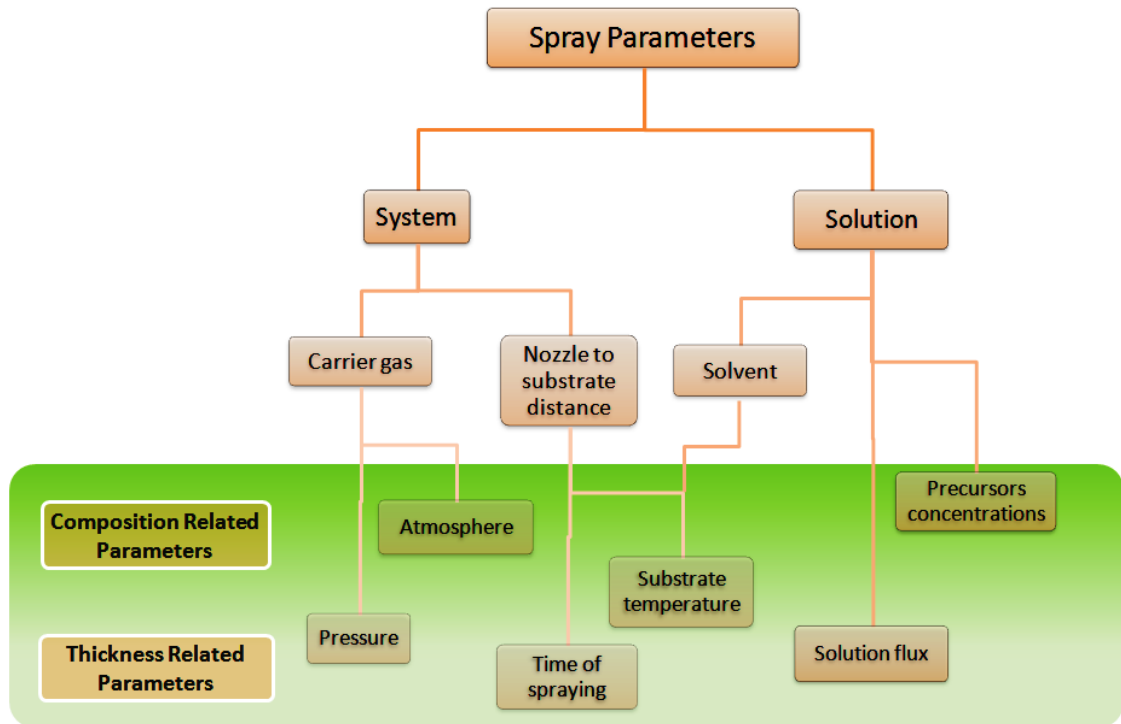 Spray Parameters
System
Solution
Carrier gas
Nozzle to
substrate
distance
Solvent
Composition Related
Parameters
Atmosphere
Precursors
concentrations
Substrate
temperature
Thickness Related
Parameters
Pressure
Time of
spraying
Solution flux